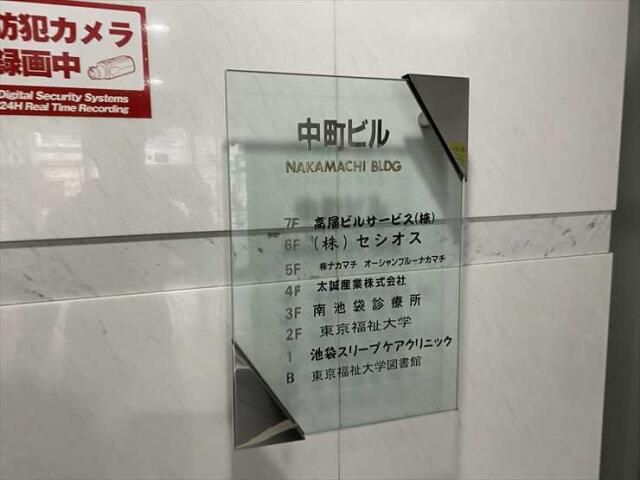 防犯カメラ
録画中
Digital Security Systems
24H Real Time Recording
中町ビル
NAKAMACHI BLDG
7F 高層ビルサービス(株)
6F (株)セシオス
5F ㈱ナカマチ オーシャンブルーナカマチ
4F 太誠産業株式会社
3F 南池袋診療所
2F 東京福祉大学
1 池袋スリープケアクリニック
B 東京福祉大学図書館